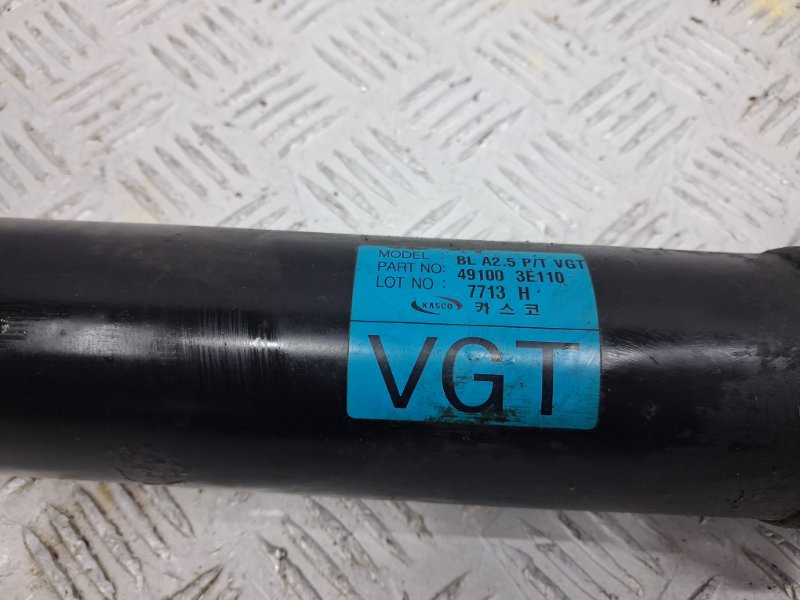 MODEL : BL A2.5 P/T VGT
PART NO: 49100 3E110
LOT NO : 7713 H
KASCO 카스코
VGT